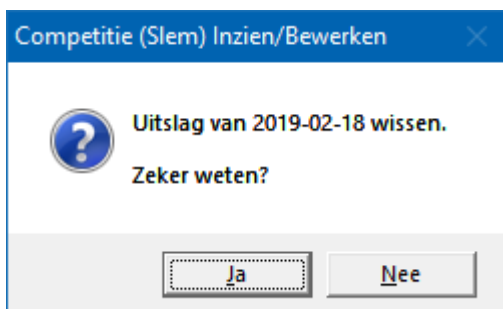 Competitie (Slem) Inzien/Bewerken
Uitslag van 2019-02-18 wissen.
Zeker weten?
Ja
Nee